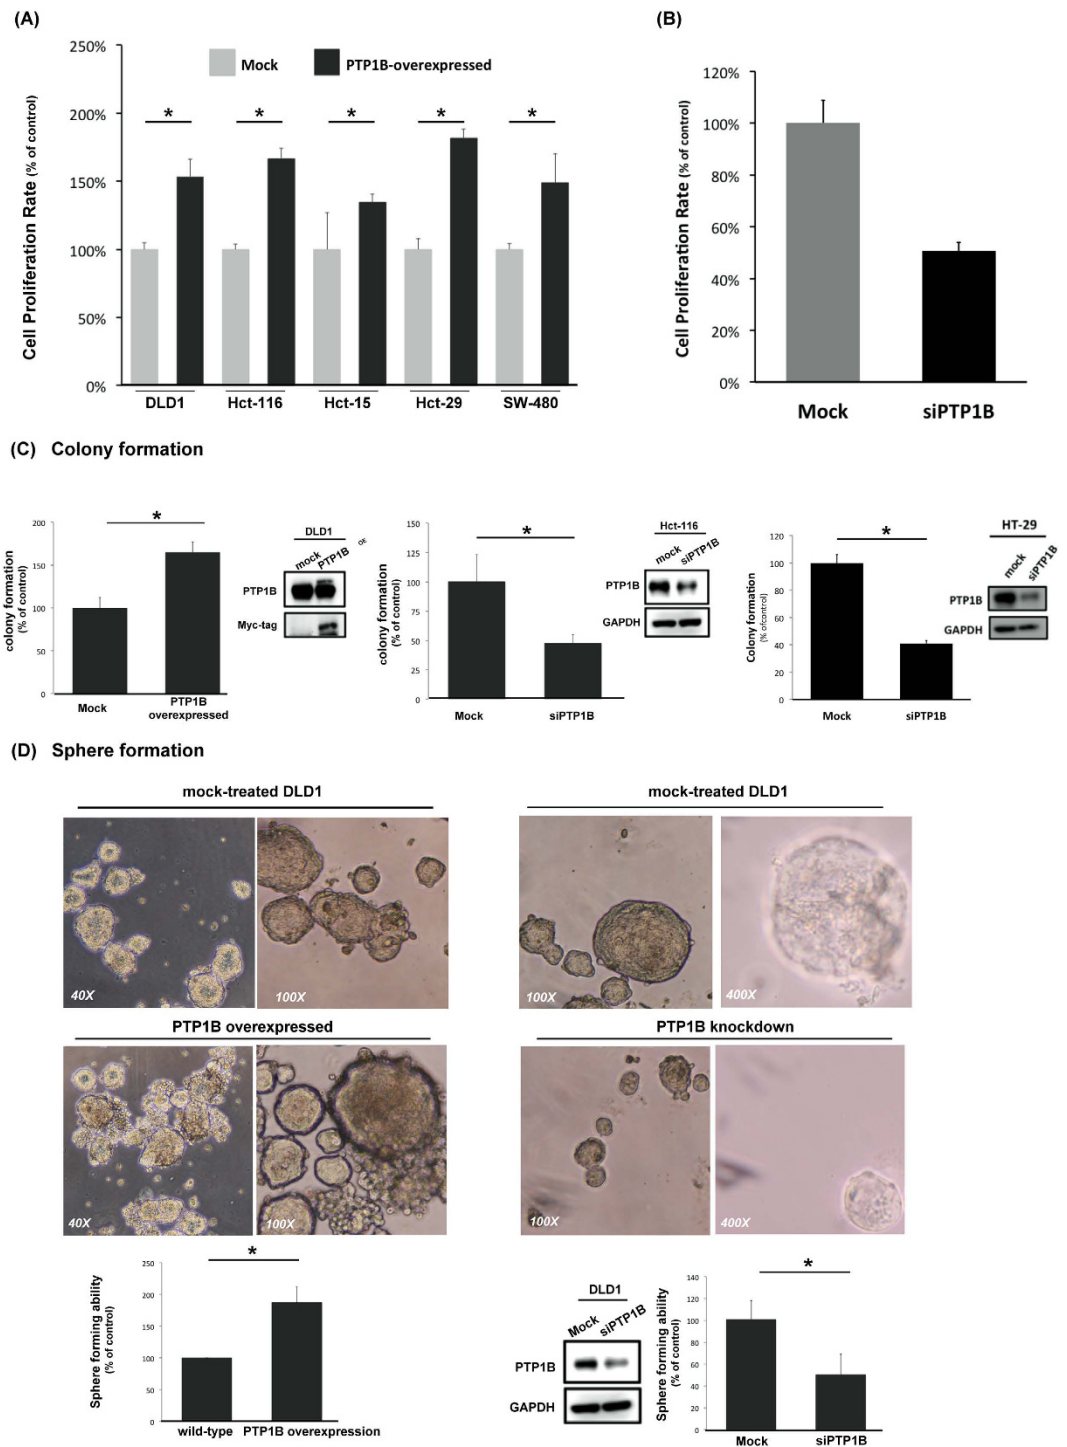 (A)
250%
200%
150%
100%
50%
0%
Cell Proliferation Rate (% of control)
Mock
PTP1B-overexpressed
*
*
*
*
*
DLD1
Hct-116
Hct-15
Hct-29
SW-480
(B)
120%
100%
80%
60%
40%
20%
0%
Cell Proliferation Rate (% of control)
Mock
siPTP1B
(C) Colony formation
200
150
100
50
0
colony formation
(% of control)
*
Mock
PTP1B
overexpressed
DLD1
mock
PTP1B OE
PTP1B
Myc-tag
150
125
100
75
50
25
0
colony formation
(% of control)
*
Mock
siPTP1B
Hct-116
mock
siPTP1B
PTP1B
GAPDH
120
100
80
60
40
20
0
Colony formation
(% ofcontrol)
*
Mock
siPTP1B
HT-29
mock
siPTP1B
PTP1B
GAPDH
(D) Sphere formation
mock-treated DLD1
40X
100X
PTP1B overexpressed
40X
100X
250
200
150
100
50
0
Sphere forming ability
(% of control)
*
wild-type
PTP1B overexpression
mock-treated DLD1
100X
400X
PTP1B knockdown
100X
400X
DLD1
Mock
siPTP1B
PTP1B
GAPDH
140
120
100
80
60
40
20
0
Sphere forming ability
(% of control)
*
Mock
siPTP1B